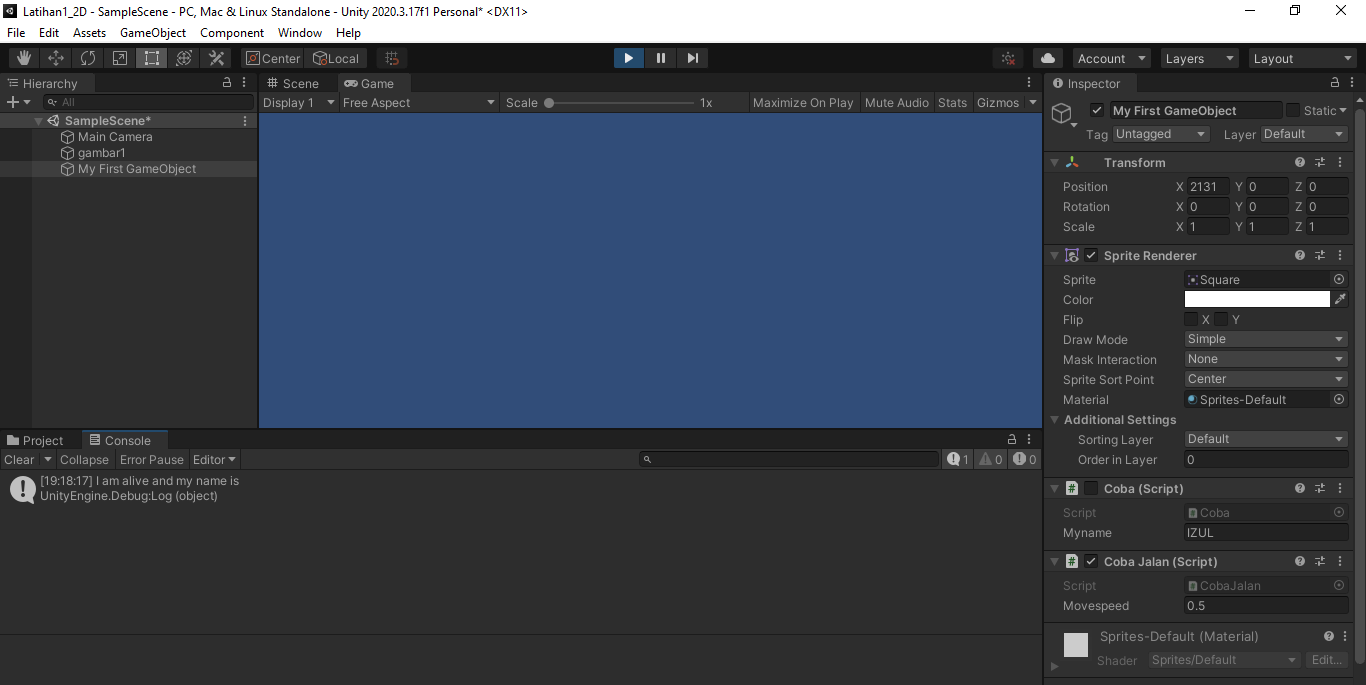 Latihan1_2D - SampleScene - PC, Mac & Linux Standalone - Unity 2020.3.17f1 Personal* <DX11>
File Edit Assets GameObject Component Window Help
Center Local Account Layers Layout
Hierarchy
All
SampleScene*
Main Camera
gambar1
My First GameObject
Scene Game
Display 1 Free Aspect Scale 1x Maximize On Play Mute Audio Stats Gizmos
Project Console
Clear Collapse Error Pause Editor 1 0 0
[19:18:17] I am alive and my name is
UnityEngine.Debug:Log (object)
Inspector
My First GameObject Static
Tag Untagged Layer Default
Transform
Position X 2131 Y 0 Z 0
Rotation X 0 Y 0 Z 0
Scale X 1 Y 1 Z 1
Sprite Renderer
Sprite Square
Color
Flip X Y
Draw Mode Simple
Mask Interaction None
Sprite Sort Point Center
Material Sprites-Default
Additional Settings
Sorting Layer Default
Order in Layer 0
# Coba (Script)
Script Coba
Myname IZUL
# Coba Jalan (Script)
Script CobaJalan
Movespeed 0.5
Sprites-Default (Material)
Shader Sprites/Default Edit...